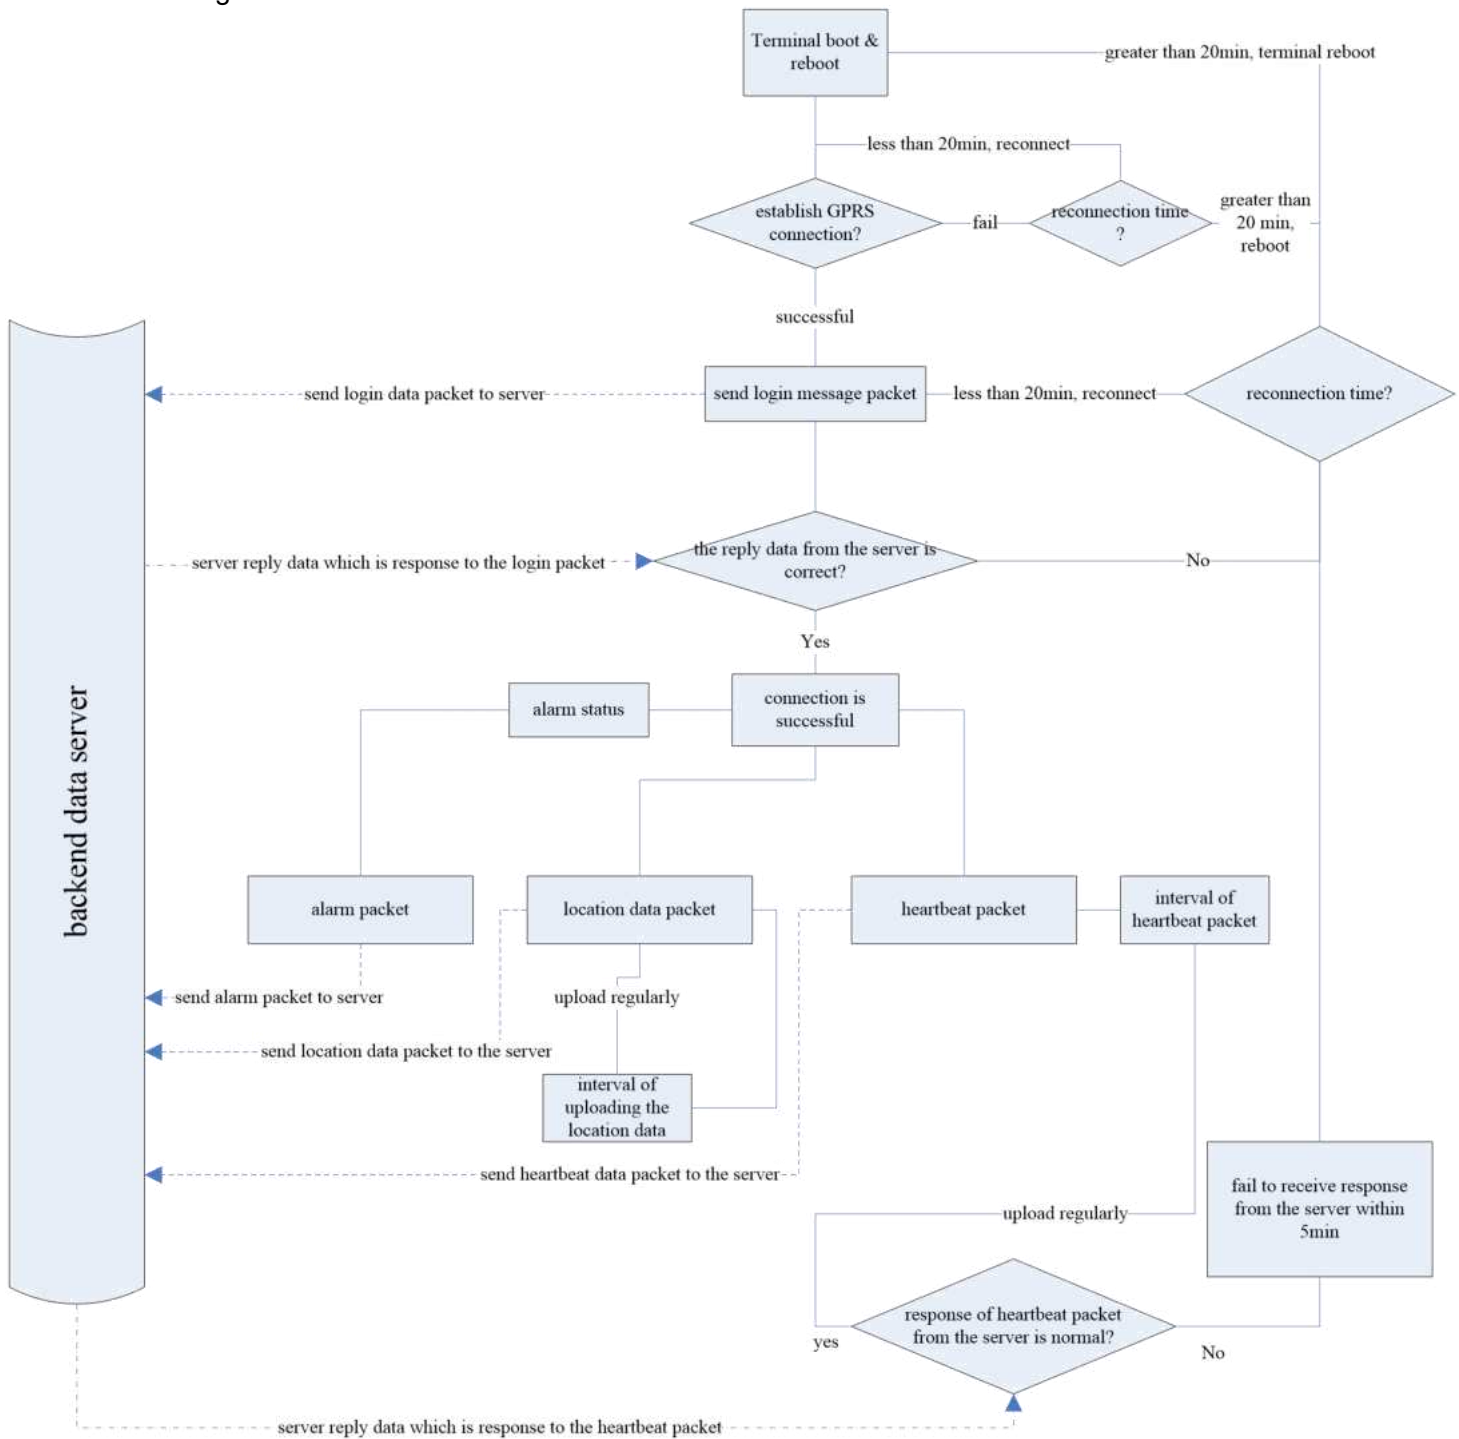 Terminal boot &
reboot
greater than 20min, terminal reboot
less than 20min, reconnect
establish GPRS
connection?
fail
reconnection time
?
greater than
20 min,
reboot
successful
send login data packet to server
send login message packet
less than 20min, reconnect
reconnection time?
server reply data which is response to the login packet
the reply data from the server is
correct?
No
Yes
alarm status
connection is
successful
backend data server
alarm packet
location data packet
heartbeat packet
interval of
heartbeat packet
send alarm packet to server
upload regularly
send location data packet to the server
interval of
uploading the
location data
send heartbeat data packet to the server
upload regularly
fail to receive response
from the server within
5min
response of heartbeat packet
from the server is normal?
yes
No
server reply data which is response to the heartbeat packet